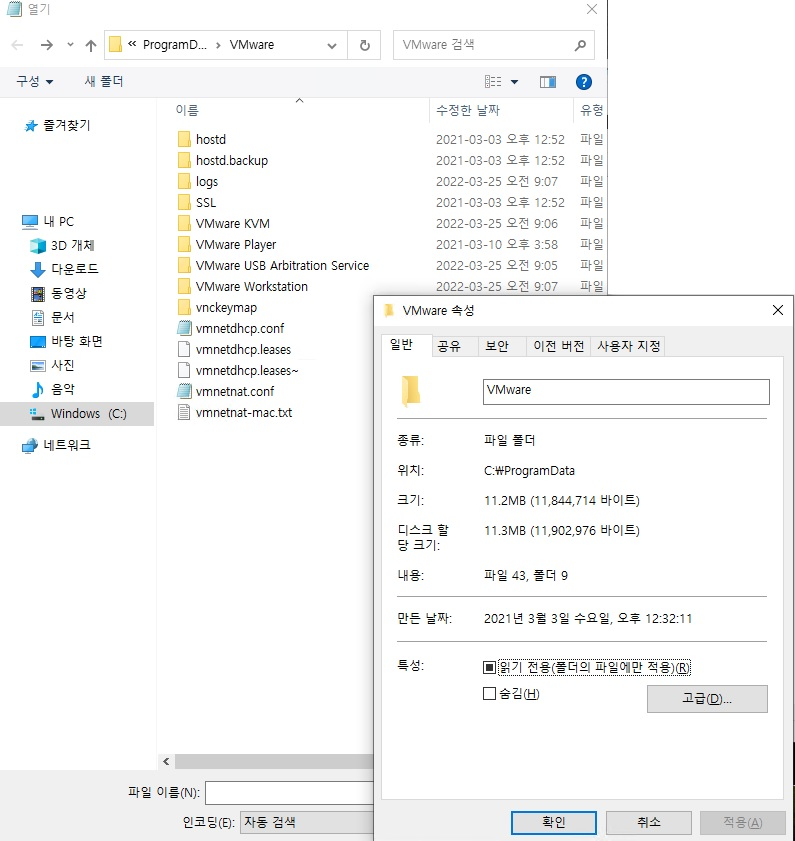 열기
« ProgramD... › VMware
VMware 검색
구성
새 폴더
이름
수정한 날짜
유형
즐겨찾기
내 PC
3D 개체
다운로드
동영상
문서
바탕 화면
사진
음악
Windows (C:)
네트워크
hostd 2021-03-03 오후 12:52 파일
hostd.backup 2021-03-03 오후 12:52 파일
logs 2022-03-25 오전 9:07 파일
SSL 2021-03-03 오후 12:52 파일
VMware KVM 2022-03-25 오전 9:06 파일
VMware Player 2021-03-10 오후 3:58 파일
VMware USB Arbitration Service 2022-03-25 오전 9:05 파일
VMware Workstation 2022-03-25 오전 9:07 파일
vnckeymap
vmnetdhcp.conf
vmnetdhcp.leases
vmnetdhcp.leases~
vmnetnat.conf
vmnetnat-mac.txt
파일 이름(N):
인코딩(E): 자동 검색
VMware 속성
일반 공유 보안 이전 버전 사용자 지정
VMware
종류: 파일 폴더
위치: C:₩ProgramData
크기: 11.2MB (11,844,714 바이트)
디스크 할
당 크기: 11.3MB (11,902,976 바이트)
내용: 파일 43, 폴더 9
만든 날짜: 2021년 3월 3일 수요일, 오후 12:32:11
특성: 읽기 전용(폴더의 파일에만 적용)(R)
숨김(H)
고급(D)...
확인 취소 적용(A)